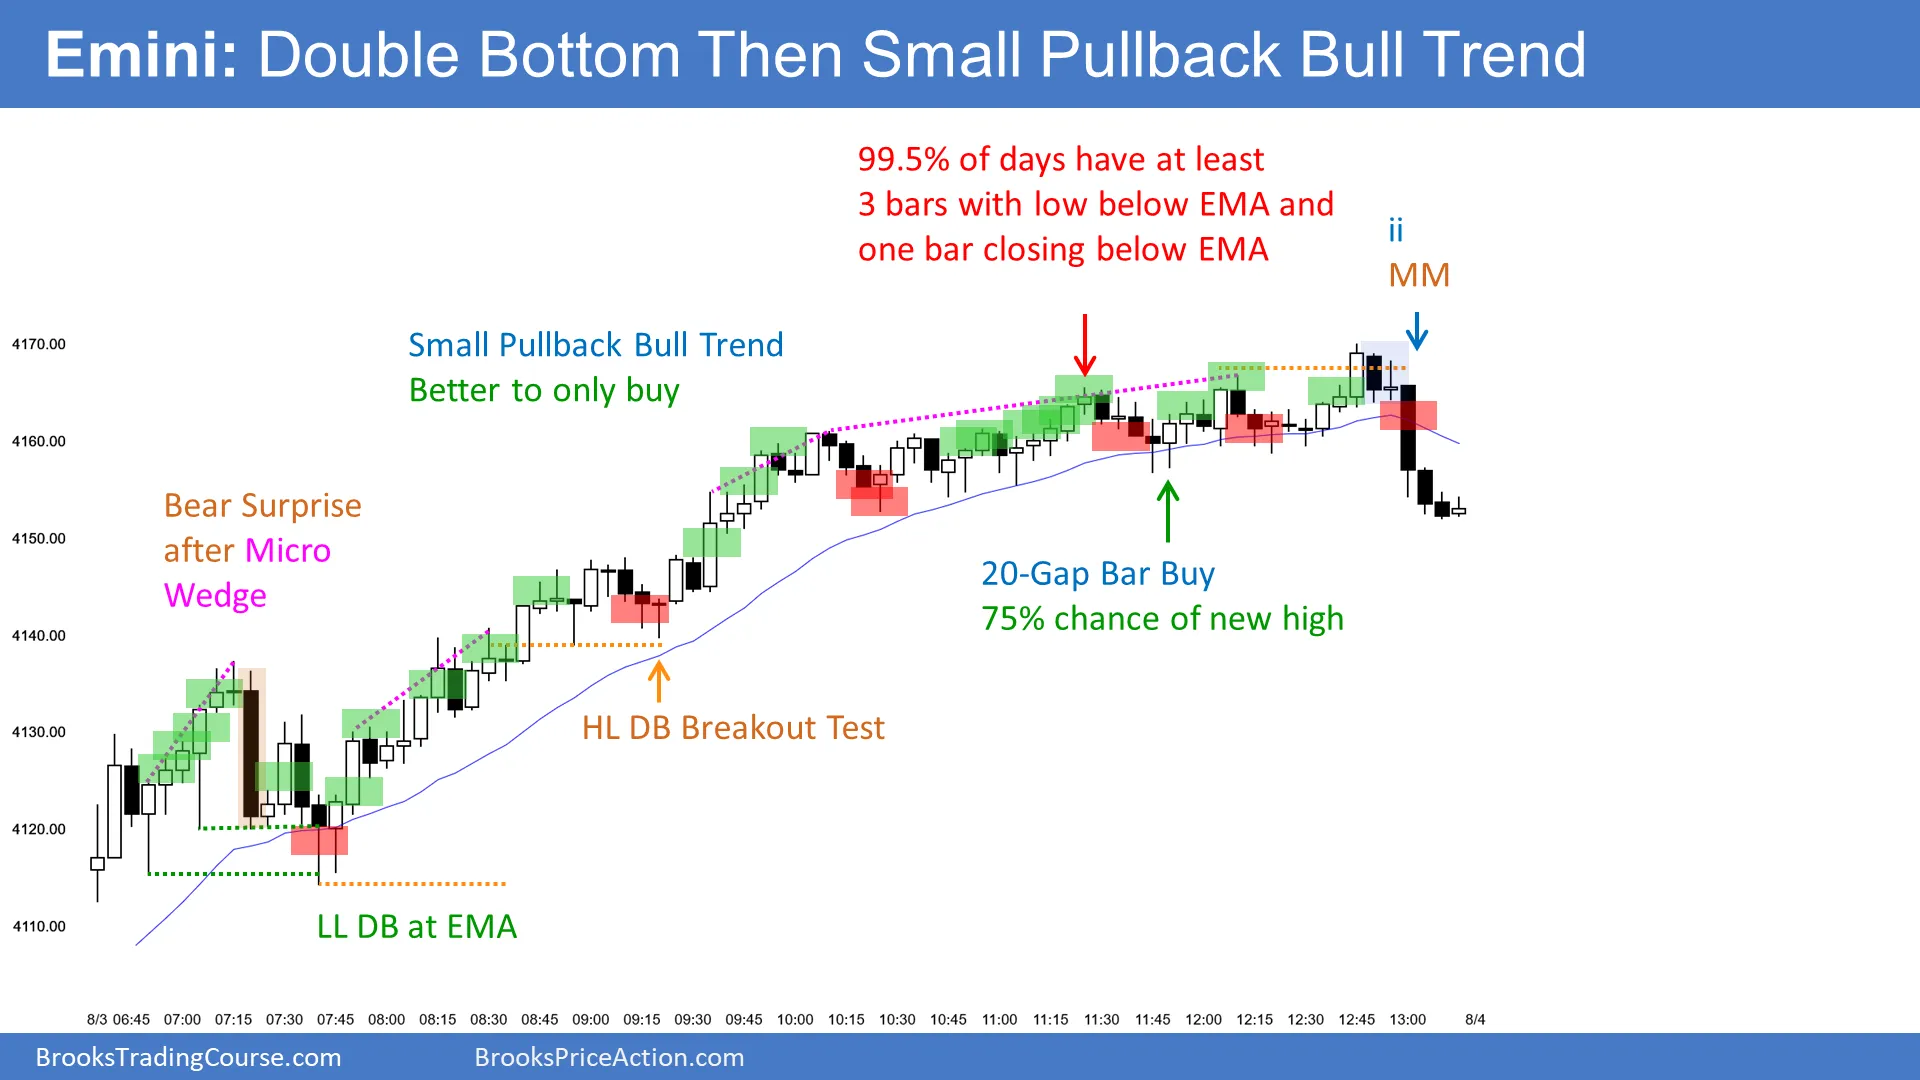 Emini: Double Bottom Then Small Pullback Bull Trend
99.5% of days have at least
3 bars with low below EMA and
one bar closing below EMA
ii
MM
Small Pullback Bull Trend
Better to only buy
Bear Surprise
after Micro
Wedge
20-Gap Bar Buy
75% chance of new high
HL DB Breakout Test
LL DB at EMA
4170.00
4160.00
4150.00
4140.00
4130.00
4120.00
4110.00
8/3 06:45 07:00 07:15 07:30 07:45 08:00 08:15 08:30 08:45 09:00 09:15 09:30 09:45 10:00 10:15 10:30 10:45 11:00 11:15 11:30 11:45 12:00 12:15 12:30 12:45 13:00 8/4
BrooksTradingCourse.com BrooksPriceAction.com